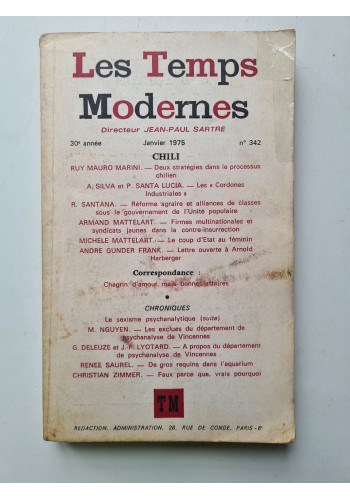 Les Temps
Modernes
Directeur JEAN-PAUL SARTRE
30e année Janvier 1975 n° 342
CHILI
RUY MAURO MARINI. — Deux stratégies dans le processus
chilien
A. SILVA et P. SANTA LUCIA. — Les « Cordones
Industriales »
R. SANTANA. — Réforme agraire et alliances de classes
sous le gouvernement de l'Unité populaire
ARMAND MATTELART. — Firmes multinationales et
syndicats jaunes dans la contre-insurrection
MICHELE MATTELART. — Le coup d'Etat au féminin
ANDRE GUNDER FRANK. — Lettre ouverte à Arnold
Harberger
Correspondance :
Chagrin d'amour, mais bonnes affaires
CHRONIQUES
Le sexisme psychanalytique (suite)
M. NGUYEN. — Les exclues du département de
psychanalyse de Vincennes
G. DELEUZE et J.-F. LYOTARD. — A propos du département
de psychanalyse de Vincennes
RENEE SAUREL. — De gros requins dans l'aquarium
CHRISTIAN ZIMMER. — Faux parce que, vrais pourquoi
TM
REDACTION, ADMINISTRATION, 26, RUE DE CONDE, PARIS - 6e